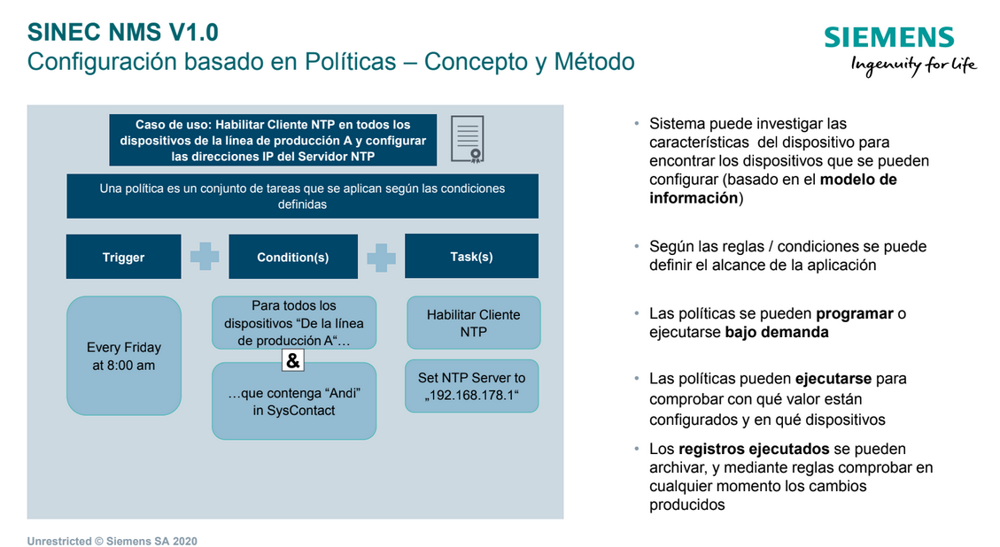 SINEC NMS V1.0
Configuración basado en Políticas – Concepto y Método
SIEMENS
Ingenuity for life
Caso de uso: Habilitar Cliente NTP en todos los
dispositivos de la línea de producción A y configurar
las direcciones IP del Servidor NTP
Una política es un conjunto de tareas que se aplican según las condiciones
definidas
Trigger
Condition(s)
Task(s)
Every Friday
at 8:00 am
Para todos los
dispositivos “De la línea
de producción A“…
&
…que contenga “Andi”
in SysContact
Habilitar Cliente
NTP
Set NTP Server to
„192.168.178.1“
• Sistema puede investigar las
características  del dispositivo para
encontrar los dispositivos que se pueden
configurar (basado en el modelo de
información)
• Según las reglas / condiciones se puede
definir el alcance de la aplicación
• Las políticas se pueden programar o
ejecutarse bajo demanda
• Las políticas pueden ejecutarse para
comprobar con qué valor están
configurados y en qué dispositivos
• Los registros ejecutados se pueden
archivar, y mediante reglas comprobar en
cualquier momento los cambios
producidos
Unrestricted © Siemens SA 2020